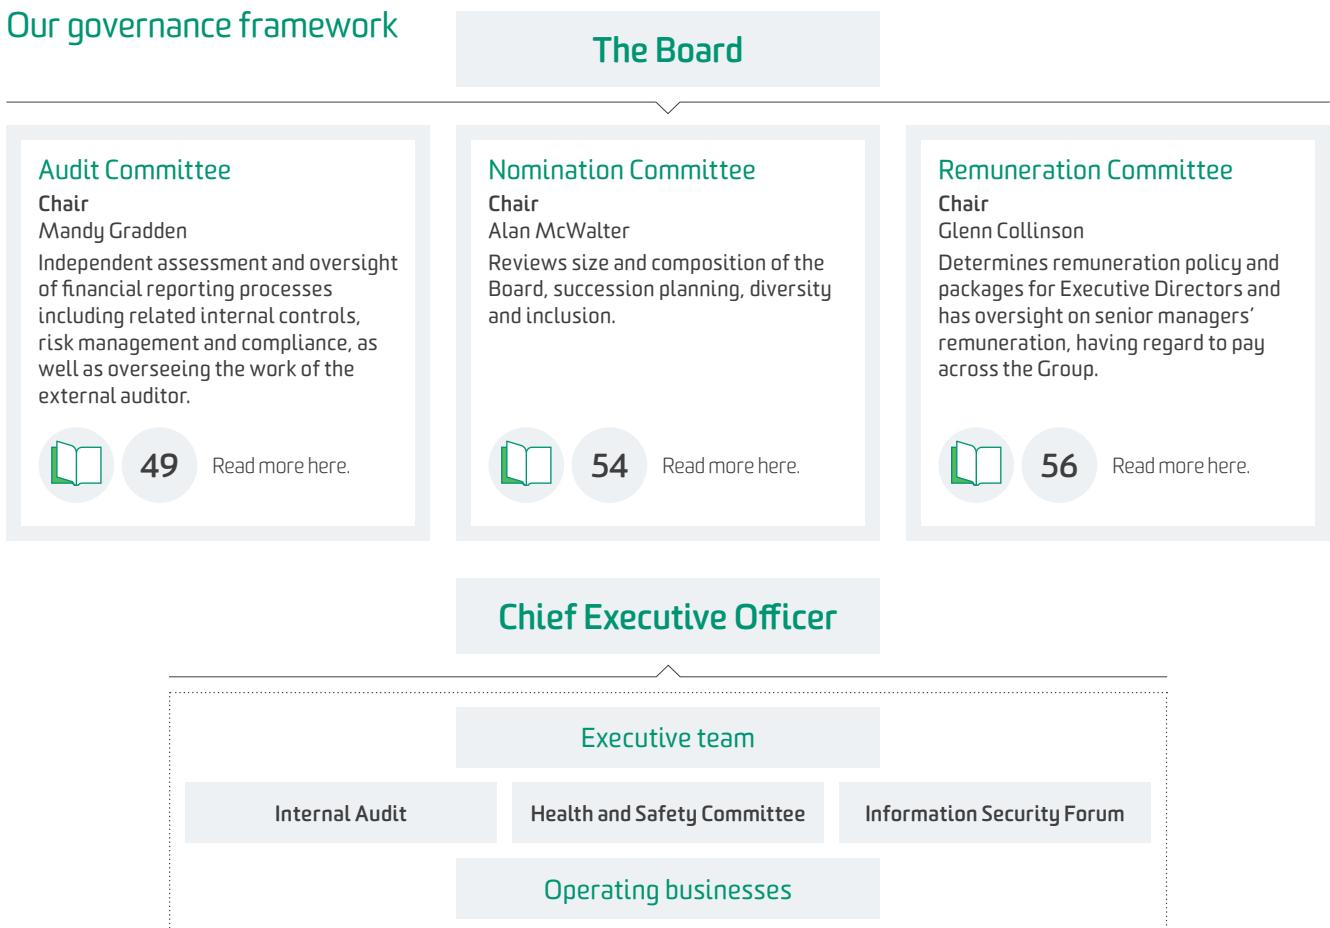 Our governance framework
The Board
Audit Committee
Chair
Mandy Gradden
Independent assessment and oversight
of financial reporting processes
including related internal controls,
risk management and compliance, as
well as overseeing the work of the
external auditor.
49 Read more here.
Nomination Committee
Chair
Alan McWalter
Reviews size and composition of the
Board, succession planning, diversity
and inclusion.
54 Read more here.
Remuneration Committee
Chair
Glenn Collinson
Determines remuneration policy and
packages for Executive Directors and
has oversight on senior managers’
remuneration, having regard to pay
across the Group.
56 Read more here.
Chief Executive Officer
Executive team
Internal Audit
Health and Safety Committee
Information Security Forum
Operating businesses